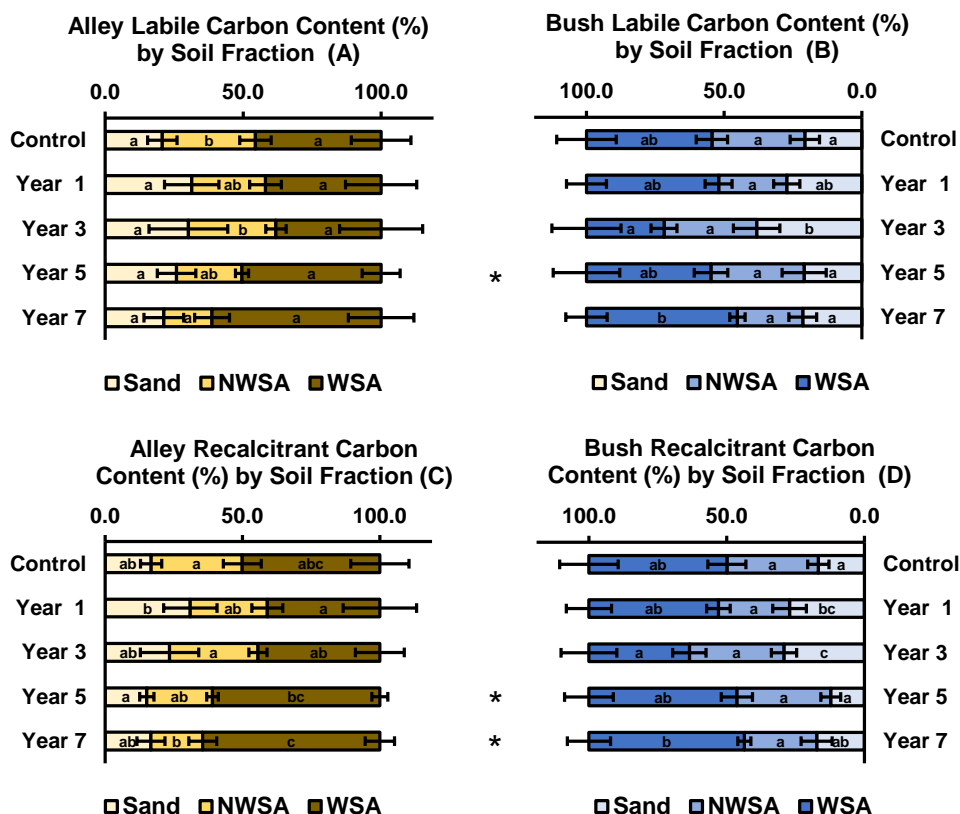 Alley Labile Carbon Content (%)
by Soil Fraction (A)
0.0 50.0 100.0
Control a b a
Year 1 a ab a
Year 3 a b a
Year 5 a ab a
Year 7 a a a
Sand NWSA WSA
Bush Labile Carbon Content (%)
by Soil Fraction (B)
100.0 50.0 0.0
ab a a Control
ab a ab Year 1
a a b Year 3
* ab a a Year 5
b a a Year 7
Sand NWSA WSA
Alley Recalcitrant Carbon
Content (%) by Soil Fraction (C)
0.0 50.0 100.0
Control ab a abc
Year 1 b ab a
Year 3 ab a ab
Year 5 a ab bc
Year 7 ab b c
Sand NWSA WSA
Bush Recalcitrant Carbon
Content (%) by Soil Fraction (D)
100.0 50.0 0.0
ab a a Control
ab a bc Year 1
a a c Year 3
* ab a a Year 5
* b a ab Year 7
Sand NWSA WSA